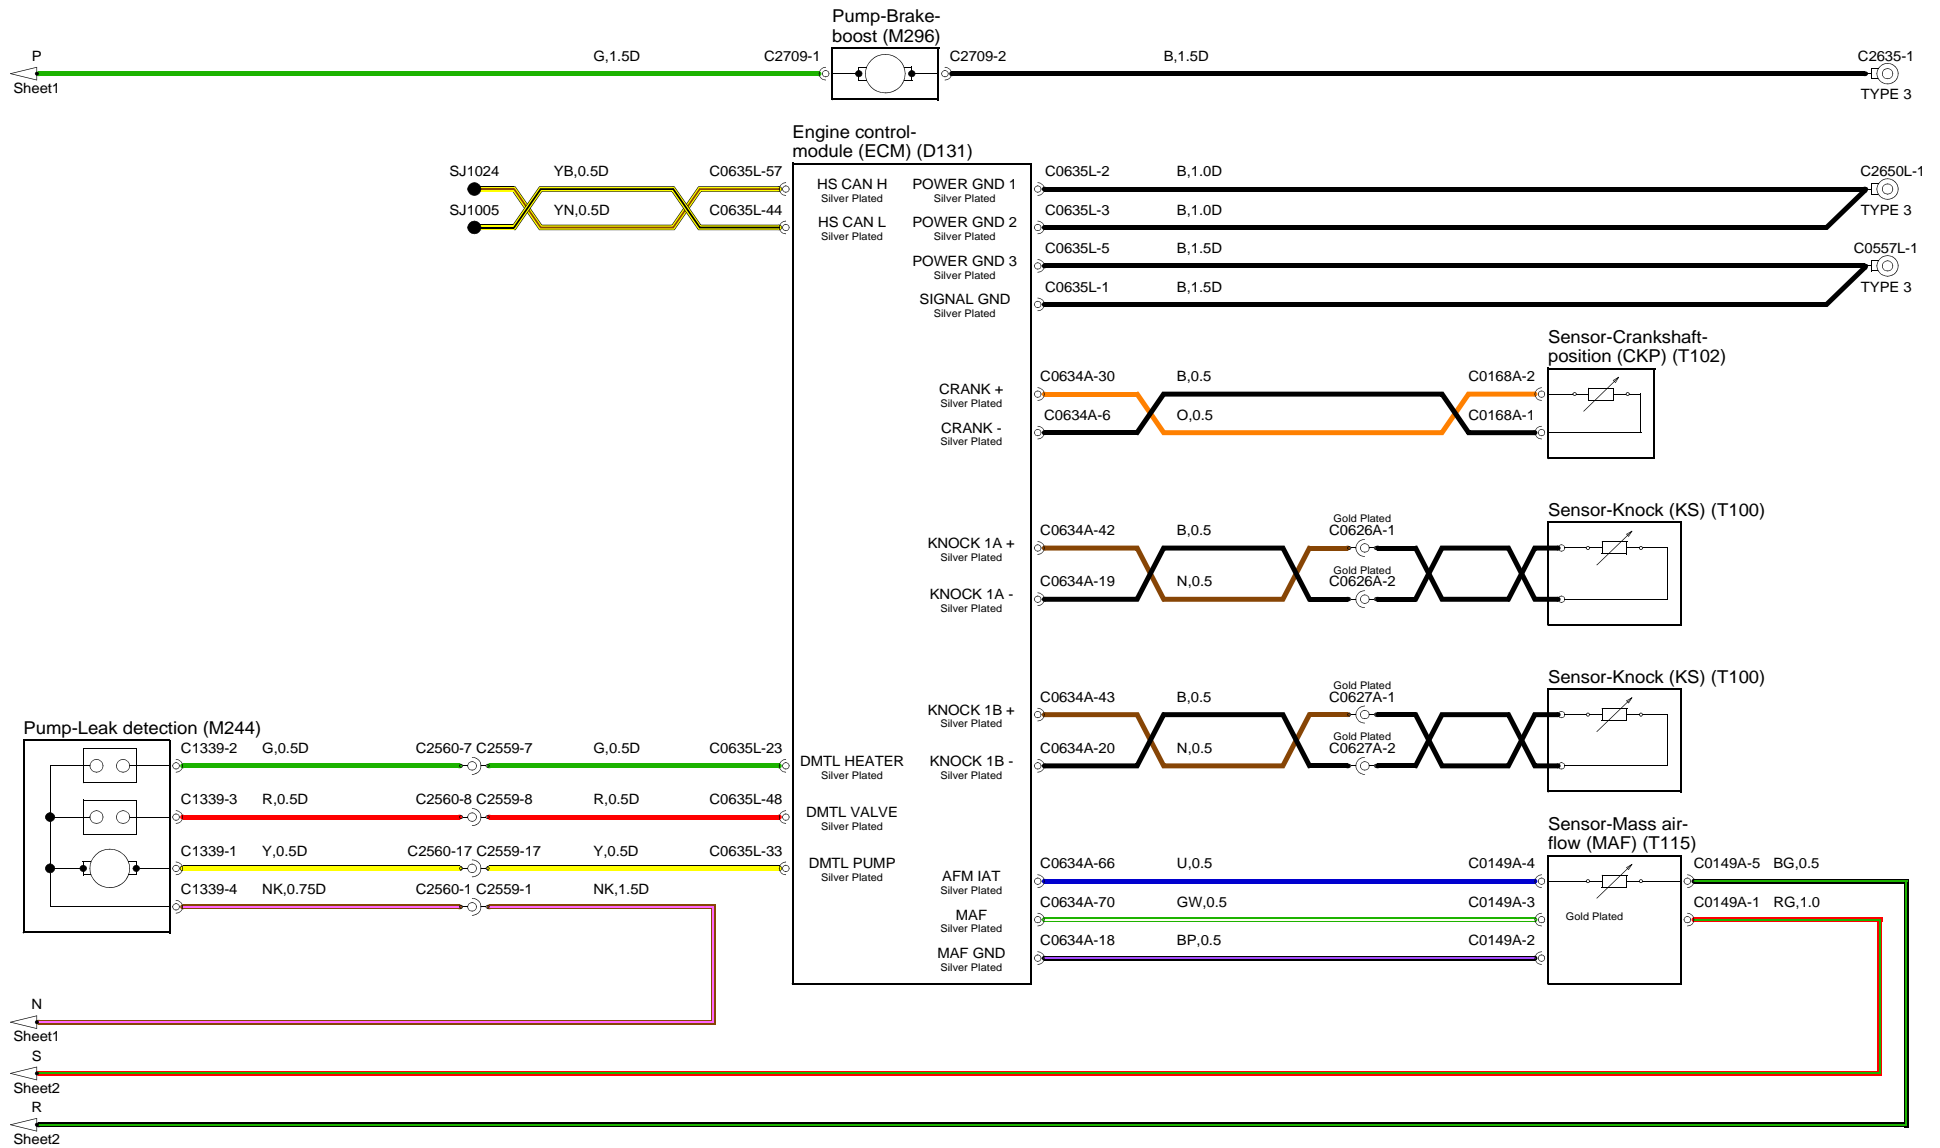 Pump-Brake-
boost (M296)
P
G,1.5D
C2709-1
C2709-2
B,1.5D
C2635-1
Sheet1
TYPE 3
Engine control-
module (ECM) (D131)
SJ1024
YB,0.5D
C0635L-57
HS CAN H
Silver Plated
POWER GND 1
Silver Plated
C0635L-2
B,1.0D
C2650L-1
TYPE 3
SJ1005
YN,0.5D
C0635L-44
HS CAN L
Silver Plated
POWER GND 2
Silver Plated
C0635L-3
B,1.0D
POWER GND 3
Silver Plated
C0635L-5
B,1.5D
C0557L-1
TYPE 3
SIGNAL GND
Silver Plated
C0635L-1
B,1.5D
Sensor-Crankshaft-
position (CKP) (T102)
CRANK +
Silver Plated
C0634A-30
B,0.5
C0168A-2
CRANK -
Silver Plated
C0634A-6
O,0.5
C0168A-1
Sensor-Knock (KS) (T100)
KNOCK 1A +
Silver Plated
C0634A-42
B,0.5
Gold Plated
C0626A-1
KNOCK 1A -
Silver Plated
C0634A-19
N,0.5
Gold Plated
C0626A-2
Sensor-Knock (KS) (T100)
KNOCK 1B +
Silver Plated
C0634A-43
B,0.5
Gold Plated
C0627A-1
KNOCK 1B -
Silver Plated
C0634A-20
N,0.5
Gold Plated
C0627A-2
Pump-Leak detection (M244)
C1339-2
G,0.5D
C2560-7 C2559-7
G,0.5D
C0635L-23
DMTL HEATER
Silver Plated
C1339-3
R,0.5D
C2560-8 C2559-8
R,0.5D
C0635L-48
DMTL VALVE
Silver Plated
C1339-1
Y,0.5D
C2560-17 C2559-17
Y,0.5D
C0635L-33
DMTL PUMP
Silver Plated
C1339-4
NK,0.75D
C2560-1 C2559-1
NK,1.5D
Sensor-Mass air-
flow (MAF) (T115)
AFM IAT
Silver Plated
C0634A-66
U,0.5
C0149A-4
C0149A-5
BG,0.5
MAF
Silver Plated
C0634A-70
GW,0.5
C0149A-3
Gold Plated
C0149A-1
RG,1.0
MAF GND
Silver Plated
C0634A-18
BP,0.5
C0149A-2
N
Sheet1
S
Sheet2
R
Sheet2